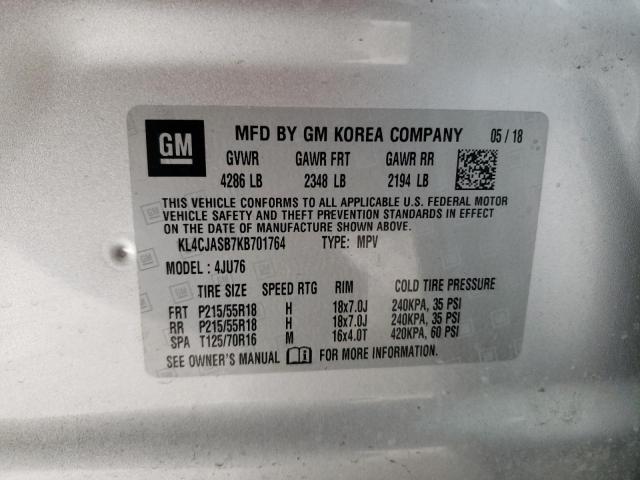 GM MFD BY GM KOREA COMPANY 05 / 18
GVWR GAWR FRT GAWR RR
4286 LB 2348 LB 2194 LB
THIS VEHICLE CONFORMS TO ALL APPLICABLE U.S. FEDERAL MOTOR
VEHICLE SAFETY AND THEFT PREVENTION STANDARDS IN EFFECT
ON THE DATE OF MANUFACTURE SHOWN ABOVE.
KL4CJASB7KB701764 TYPE: MPV
MODEL : 4JU76
TIRE SIZE SPEED RTG RIM COLD TIRE PRESSURE
FRT P215/55R18 H 18x7.0J 240KPA, 35 PSI
RR P215/55R18 H 18x7.0J 240KPA, 35 PSI
SPA T125/70R16 M 16x4.0T 420KPA, 60 PSI
SEE OWNER'S MANUAL FOR MORE INFORMATION.